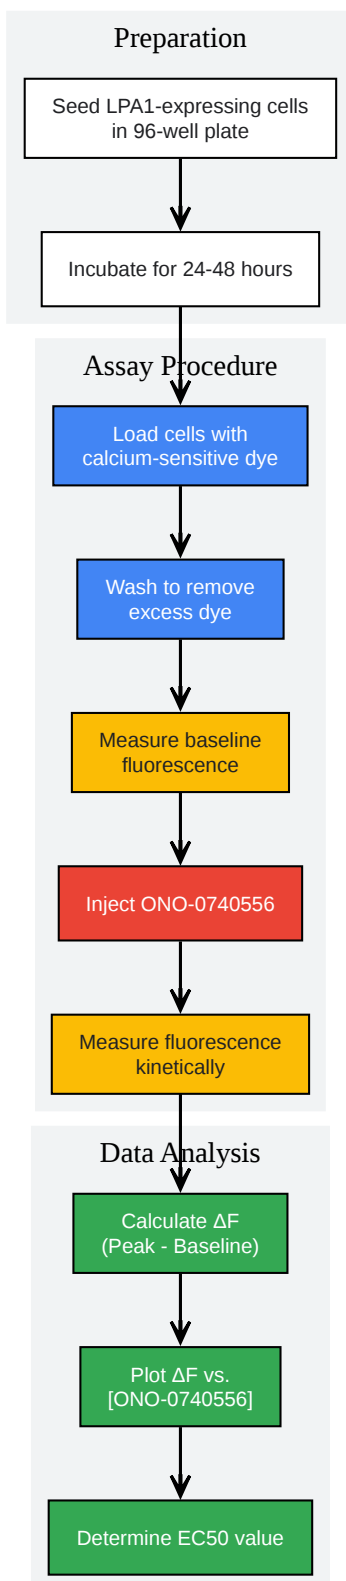 Preparation
Seed LPA1-expressing cells
in 96-well plate
Incubate for 24-48 hours
Assay Procedure
Load cells with
calcium-sensitive dye
Wash to remove
excess dye
Measure baseline
fluorescence
Inject ONO-0740556
Measure fluorescence
kinetically
Data Analysis
Calculate ΔF
(Peak - Baseline)
Plot ΔF vs.
[ONO-0740556]
Determine EC50 value